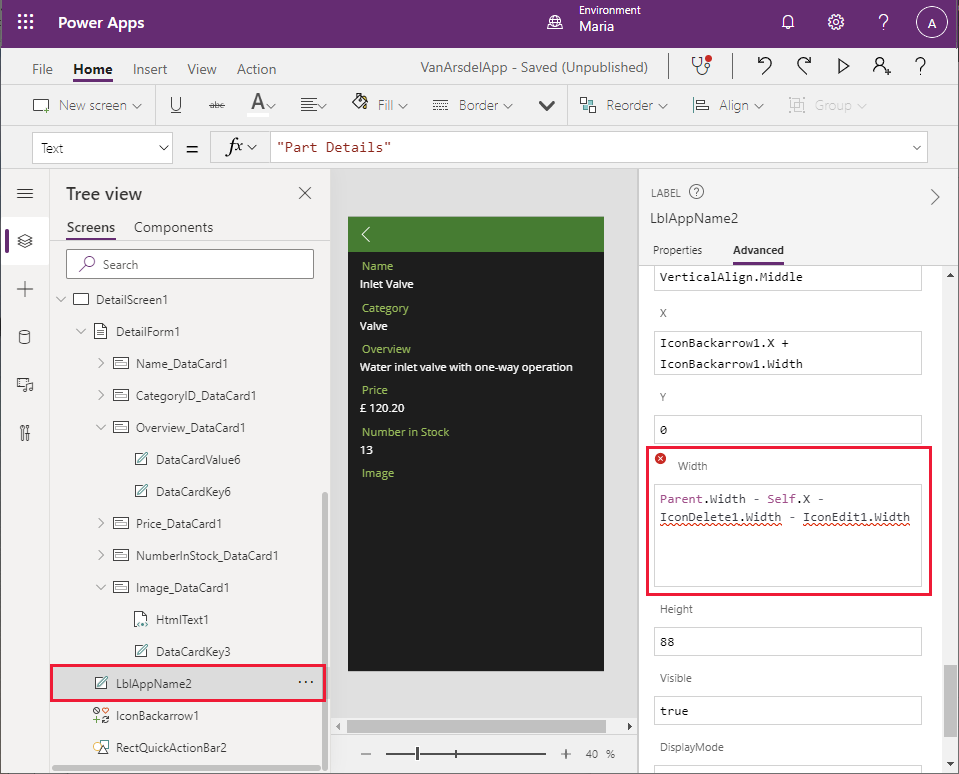 Power Apps
Environment
Maria
A
File Home Insert View Action
VanArsdelApp - Saved (Unpublished)
New screen
abc
A
Fill
Border
Reorder
Align
Group
Text
=
fx
"Part Details"
Tree view
Screens Components
Search
DetailScreen1
DetailForm1
Name_DataCard1
CategoryID_DataCard1
Overview_DataCard1
DataCardValue6
DataCardKey6
Price_DataCard1
NumberInStock_DataCard1
Image_DataCard1
HtmlText1
DataCardKey3
LblAppName2
IconBackarrow1
RectQuickActionBar2
Name
Inlet Valve
Category
Valve
Overview
Water inlet valve with one-way operation
Price
£ 120.20
Number in Stock
13
Image
40 %
LABEL
LblAppName2
Properties Advanced
VerticalAlign.Middle
X
IconBackarrow1.X +
IconBackarrow1.Width
Y
0
Width
Parent.Width - Self.X -
IconDelete1.Width - IconEdit1.Width
Height
88
Visible
true
DisplayMode